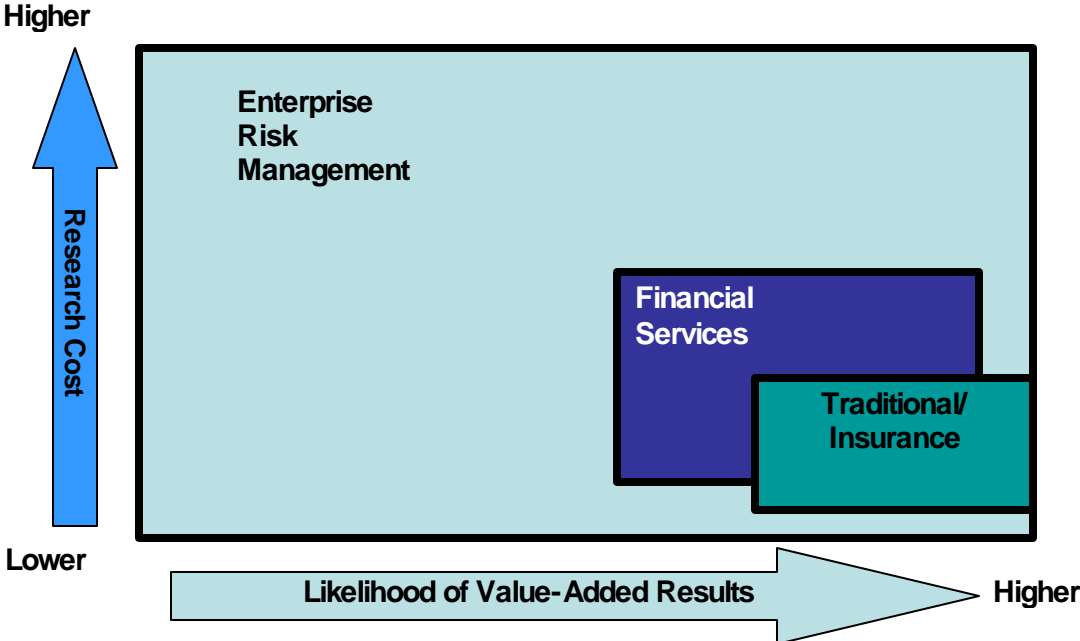 Higher
Enterprise
Risk
Management
Research Cost
Financial
Services
Traditional/
Insurance
Lower
Likelihood of Value-Added Results
Higher